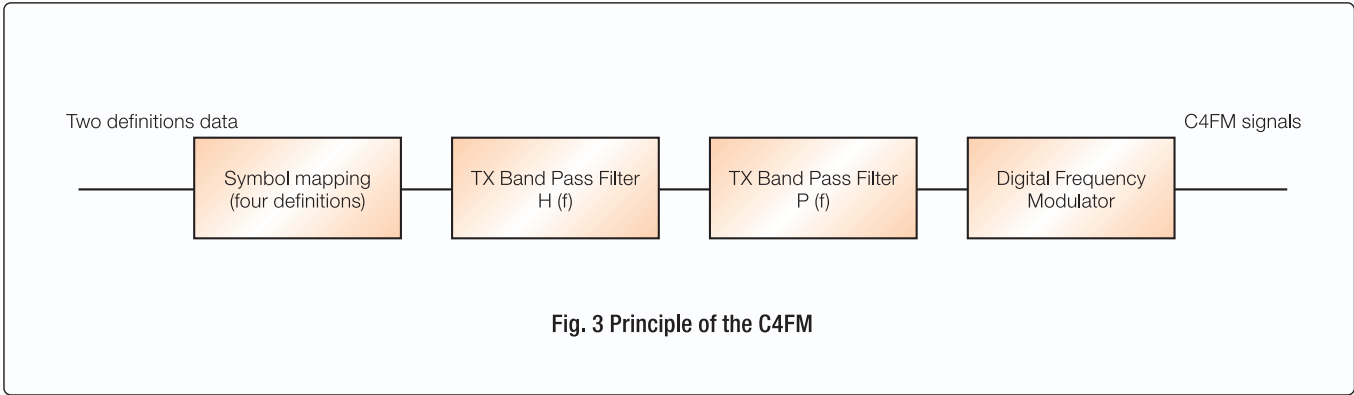 Two definitions data
C4FM signals
Symbol mapping
(four definitions)
TX Band Pass Filter
H (f)
TX Band Pass Filter
P (f)
Digital Frequency
Modulator
Fig. 3 Principle of the C4FM